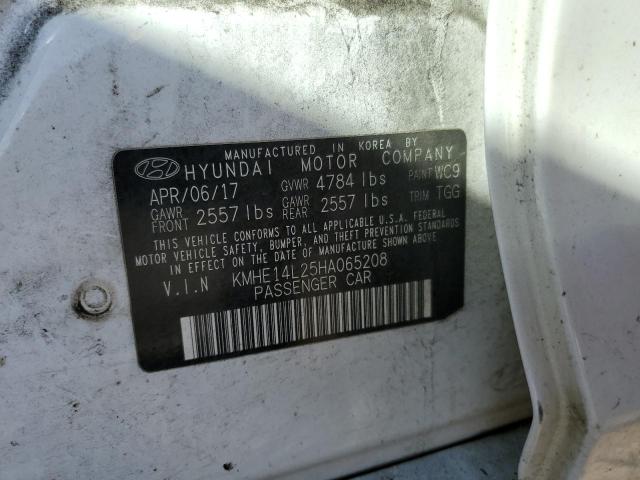 MANUFACTURED IN KOREA BY
HYUNDAI MOTOR COMPANY
APR/06/17 GVWR 4784 lbs PAINT WC9
GAWR FRONT 2557 lbs GAWR REAR 2557 lbs TRIM TGG
THIS VEHICLE CONFORMS TO ALL APPLICABLE U.S.A. FEDERAL
MOTOR VEHICLE SAFETY, BUMPER, AND THEFT PREVENTION
STANDARDS IN EFFECT ON THE DATE OF MANUFACTURE SHOWN ABOVE.
V.I.N KMHE14L25HA065208
PASSENGER CAR